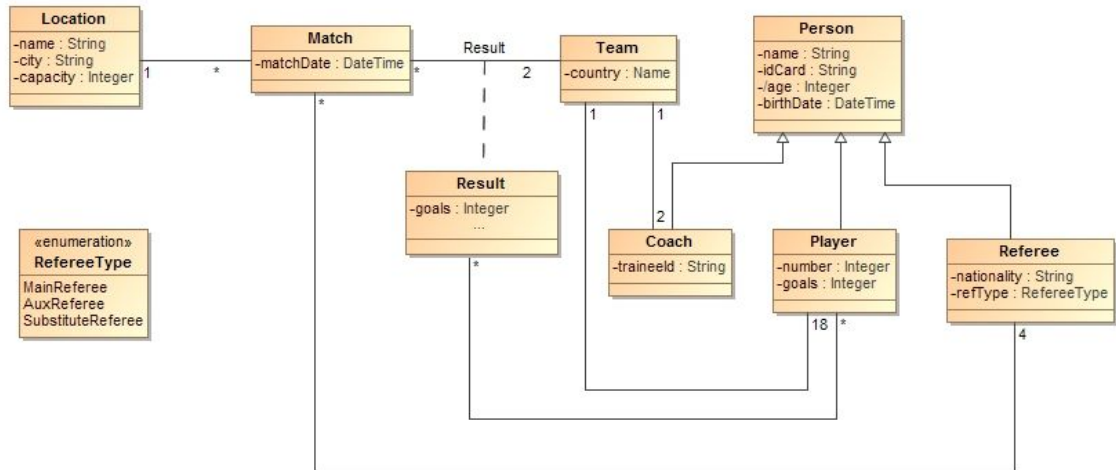 Location
-name : String
-city : String
-capacity : Integer
1
*
Match
-matchDate : DateTime
*
*
Result
2
Team
-country : Name
1
1
Person
-name : String
-idCard : String
-/age : Integer
-birthDate : DateTime
Result
-goals : Integer
...
*
«enumeration»
RefereeType
MainReferee
AuxReferee
SubstituteReferee
2
Coach
-traineeId : String
Player
-number : Integer
-goals : Integer
18
*
Referee
-nationality : String
-refType : RefereeType
4